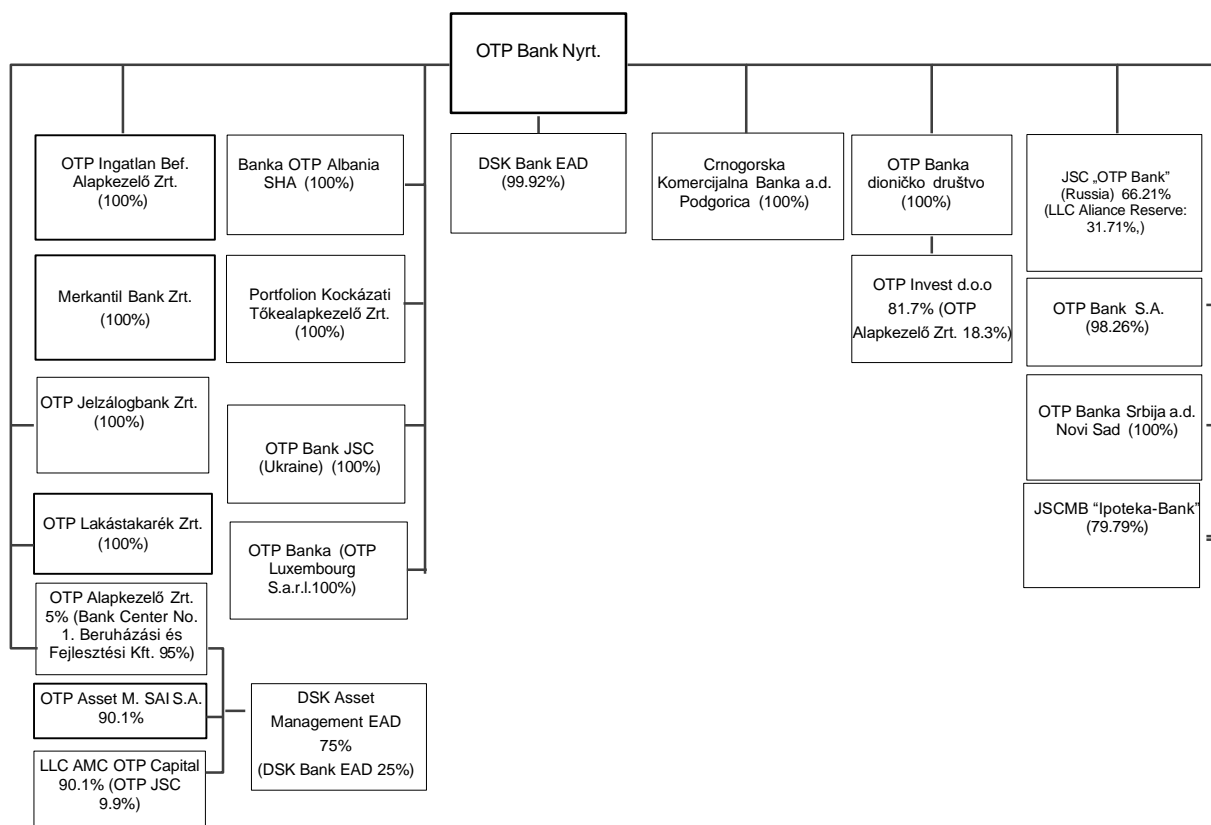 OTP Bank Nyrt.
OTP Ingatlan Bef.
Alapkezelő Zrt.
(100%)
Banka OTP Albania
SHA (100%)
DSK Bank EAD
(99.92%)
Crnogorska
Komercijalna Banka a.d.
Podgorica (100%)
OTP Banka
dioničko društvo
(100%)
JSC „OTP Bank”
(Russia) 66.21%
(LLC Aliance Reserve:
31.71%,)
Merkantil Bank Zrt.
(100%)
Portfolion Kockázati
Tőkealapkezelő Zrt.
(100%)
OTP Invest d.o.o
81.7% (OTP
Alapkezelő Zrt. 18.3%)
OTP Bank S.A.
(98.26%)
OTP Jelzálogbank Zrt.
(100%)
OTP Bank JSC
(Ukraine) (100%)
OTP Banka Srbija a.d.
Novi Sad (100%)
OTP Lakástakarék Zrt.
(100%)
OTP Banka (OTP
Luxembourg
S.a.r.l.100%)
JSCMB “Ipoteka-Bank”
(79.79%)
OTP Alapkezelő Zrt.
5% (Bank Center No.
1. Beruházási és
Fejlesztési Kft. 95%)
OTP Asset M. SAI S.A.
90.1%
DSK Asset
Management EAD
75%
(DSK Bank EAD 25%)
LLC AMC OTP Capital
90.1% (OTP JSC
9.9%)